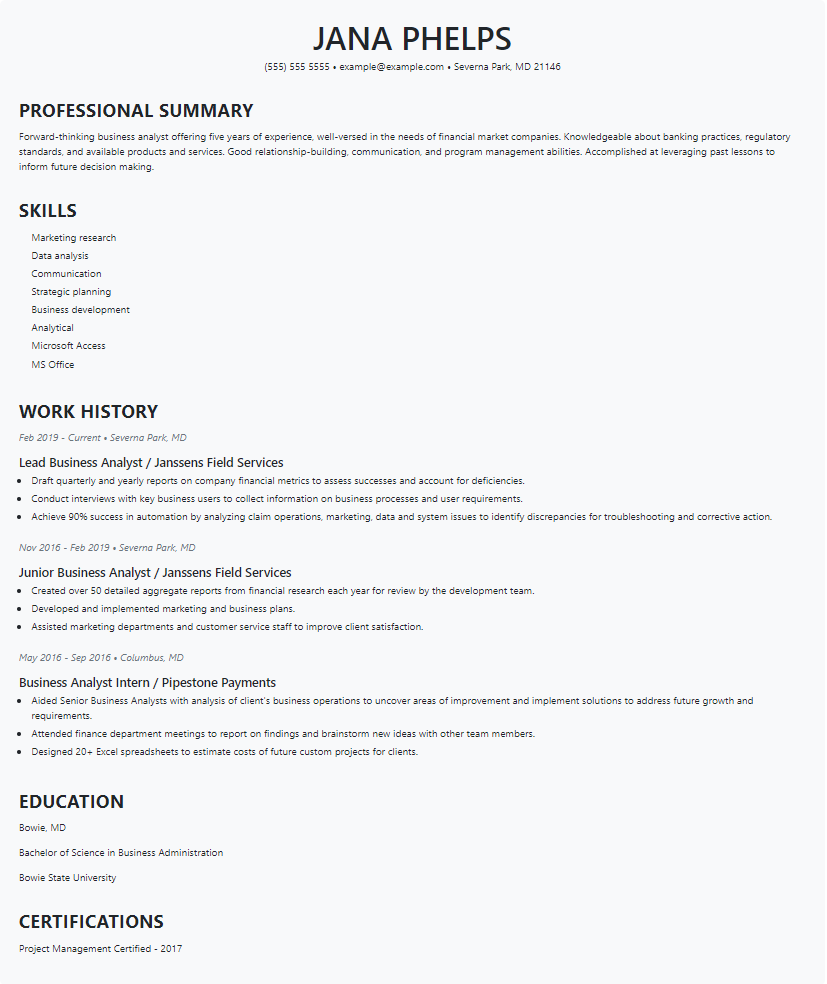 JANA PHELPS
(555) 555 5555 • example@example.com • Severna Park, MD 21146
PROFESSIONAL SUMMARY
Forward-thinking business analyst offering five years of experience, well-versed in the needs of financial market companies. Knowledgeable about banking practices, regulatory
standards, and available products and services. Good relationship-building, communication, and program management abilities. Accomplished at leveraging past lessons to
inform future decision making.
SKILLS
Marketing research
Data analysis
Communication
Strategic planning
Business development
Analytical
Microsoft Access
MS Office
WORK HISTORY
Feb 2019 - Current • Severna Park, MD
Lead Business Analyst / Janssens Field Services
• Draft quarterly and yearly reports on company financial metrics to assess successes and account for deficiencies.
• Conduct interviews with key business users to collect information on business processes and user requirements.
• Achieve 90% success in automation by analyzing claim operations, marketing, data and system issues to identify discrepancies for troubleshooting and corrective action.
Nov 2016 - Feb 2019 • Severna Park, MD
Junior Business Analyst / Janssens Field Services
• Created over 50 detailed aggregate reports from financial research each year for review by the development team.
• Developed and implemented marketing and business plans.
• Assisted marketing departments and customer service staff to improve client satisfaction.
May 2016 - Sep 2016 • Columbus, MD
Business Analyst Intern / Pipestone Payments
• Aided Senior Business Analysts with analysis of client's business operations to uncover areas of improvement and implement solutions to address future growth and
requirements.
• Attended finance department meetings to report on findings and brainstorm new ideas with other team members.
• Designed 20+ Excel spreadsheets to estimate costs of future custom projects for clients.
EDUCATION
Bowie, MD
Bachelor of Science in Business Administration
Bowie State University
CERTIFICATIONS
Project Management Certified - 2017